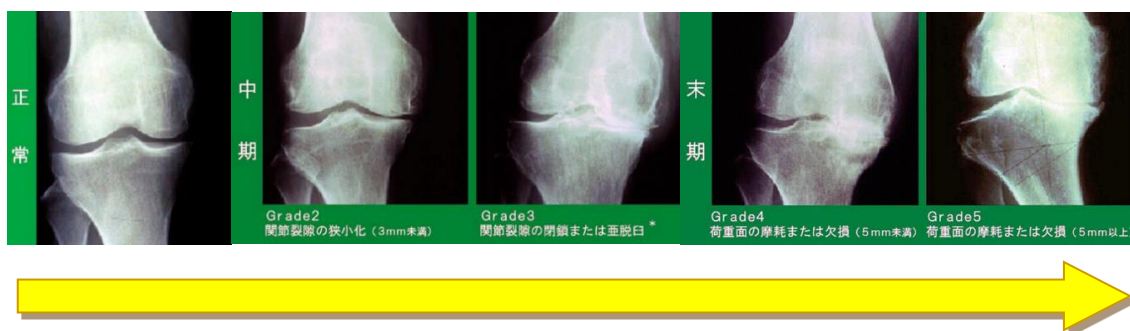 正常
中期
Grade2
関節裂隙の狭小化（3mm未満）
Grade3
関節裂隙の閉鎖または亜脱臼*
末期
Grade4
荷重面の摩耗または欠損（5mm未満）
Grade5
荷重面の摩耗または欠損（5mm以上）